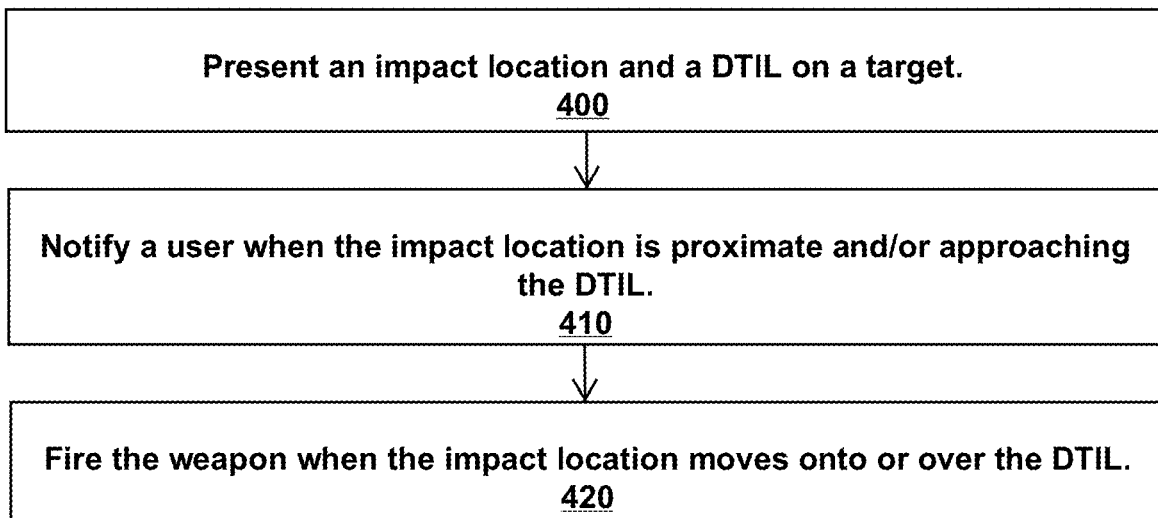 Present an impact location and a DTIL on a target.
400
Notify a user when the impact location is proximate and/or approaching
the DTIL.
410
Fire the weapon when the impact location moves onto or over the DTIL.
420